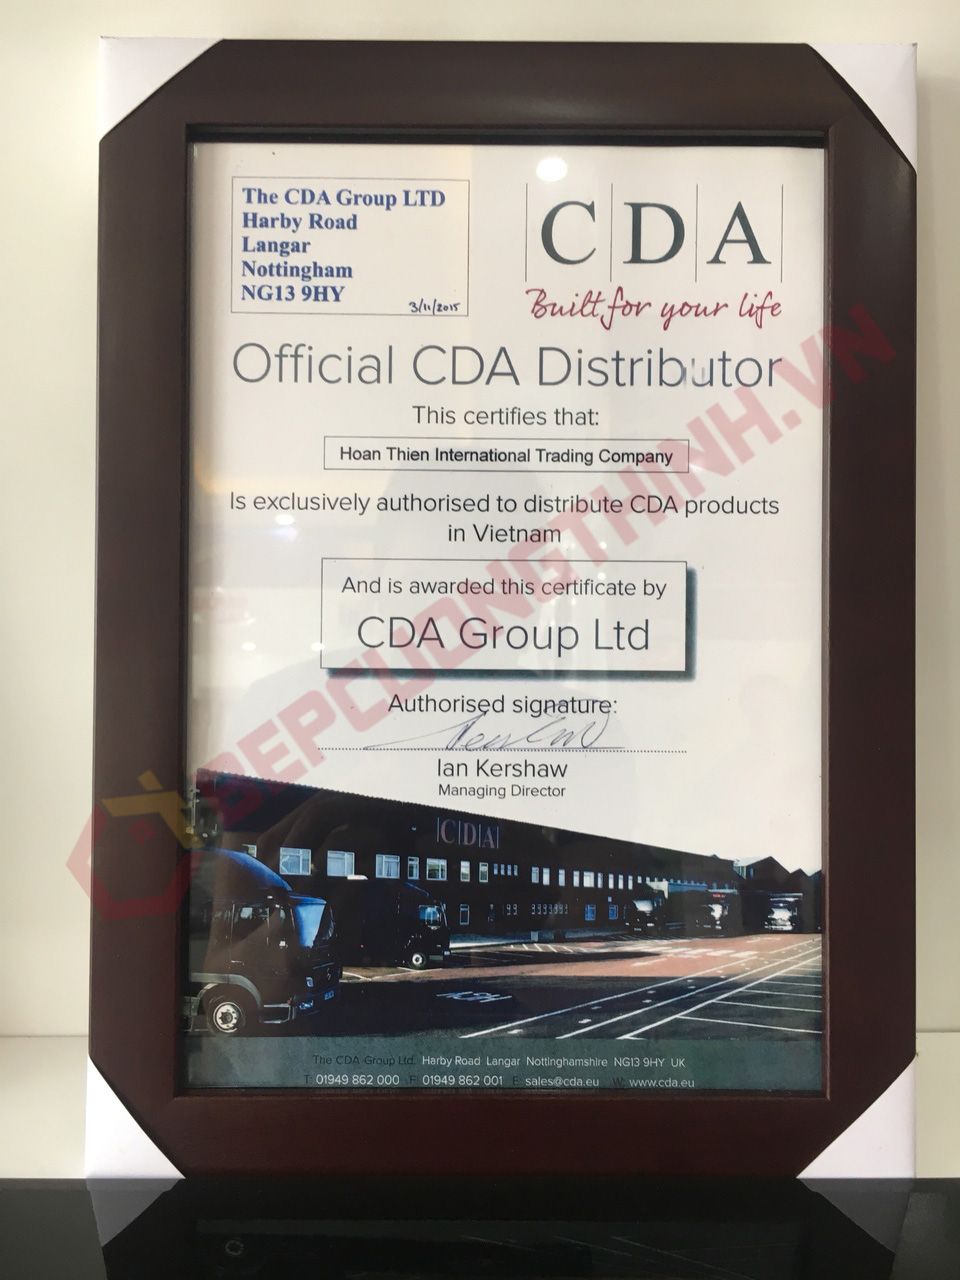 The CDA Group LTD
Harby Road
Langar
Nottingham
NG13 9HY
3/11/2015
CDA
Built for your life
Official CDA Distributor
This certifies that:
Hoan Thien International Trading Company
Is exclusively authorised to distribute CDA products
in Vietnam
And is awarded this certificate by
CDA Group Ltd
Authorised signature:
Ian Kershaw
Managing Director
CDA
The CDA Group Ltd. Harby Road Langar Nottinghamshire NG13 9HY UK
T: 01949 862 000 F: 01949 862 001 E: sales@cda.eu W: www.cda.eu
BEPCUONGTHINH.VN